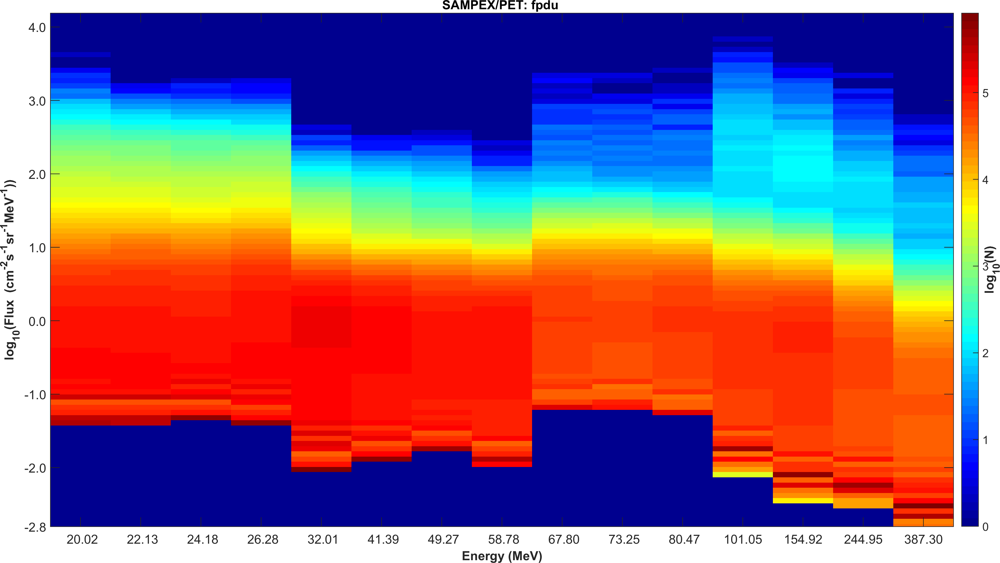 SAMPEX/PET: fpdu
log10(Flux (cm-2s-1sr-1MeV-1))
4.0
3.0
2.0
1.0
0.0
-1.0
-2.0
-2.8
20.02 22.13 24.18 26.28 32.01 41.39 49.27 58.78 67.80 73.25 80.47 101.05 154.92 244.95 387.30
Energy (MeV)
5
4
3
2
1
0
log10(N)